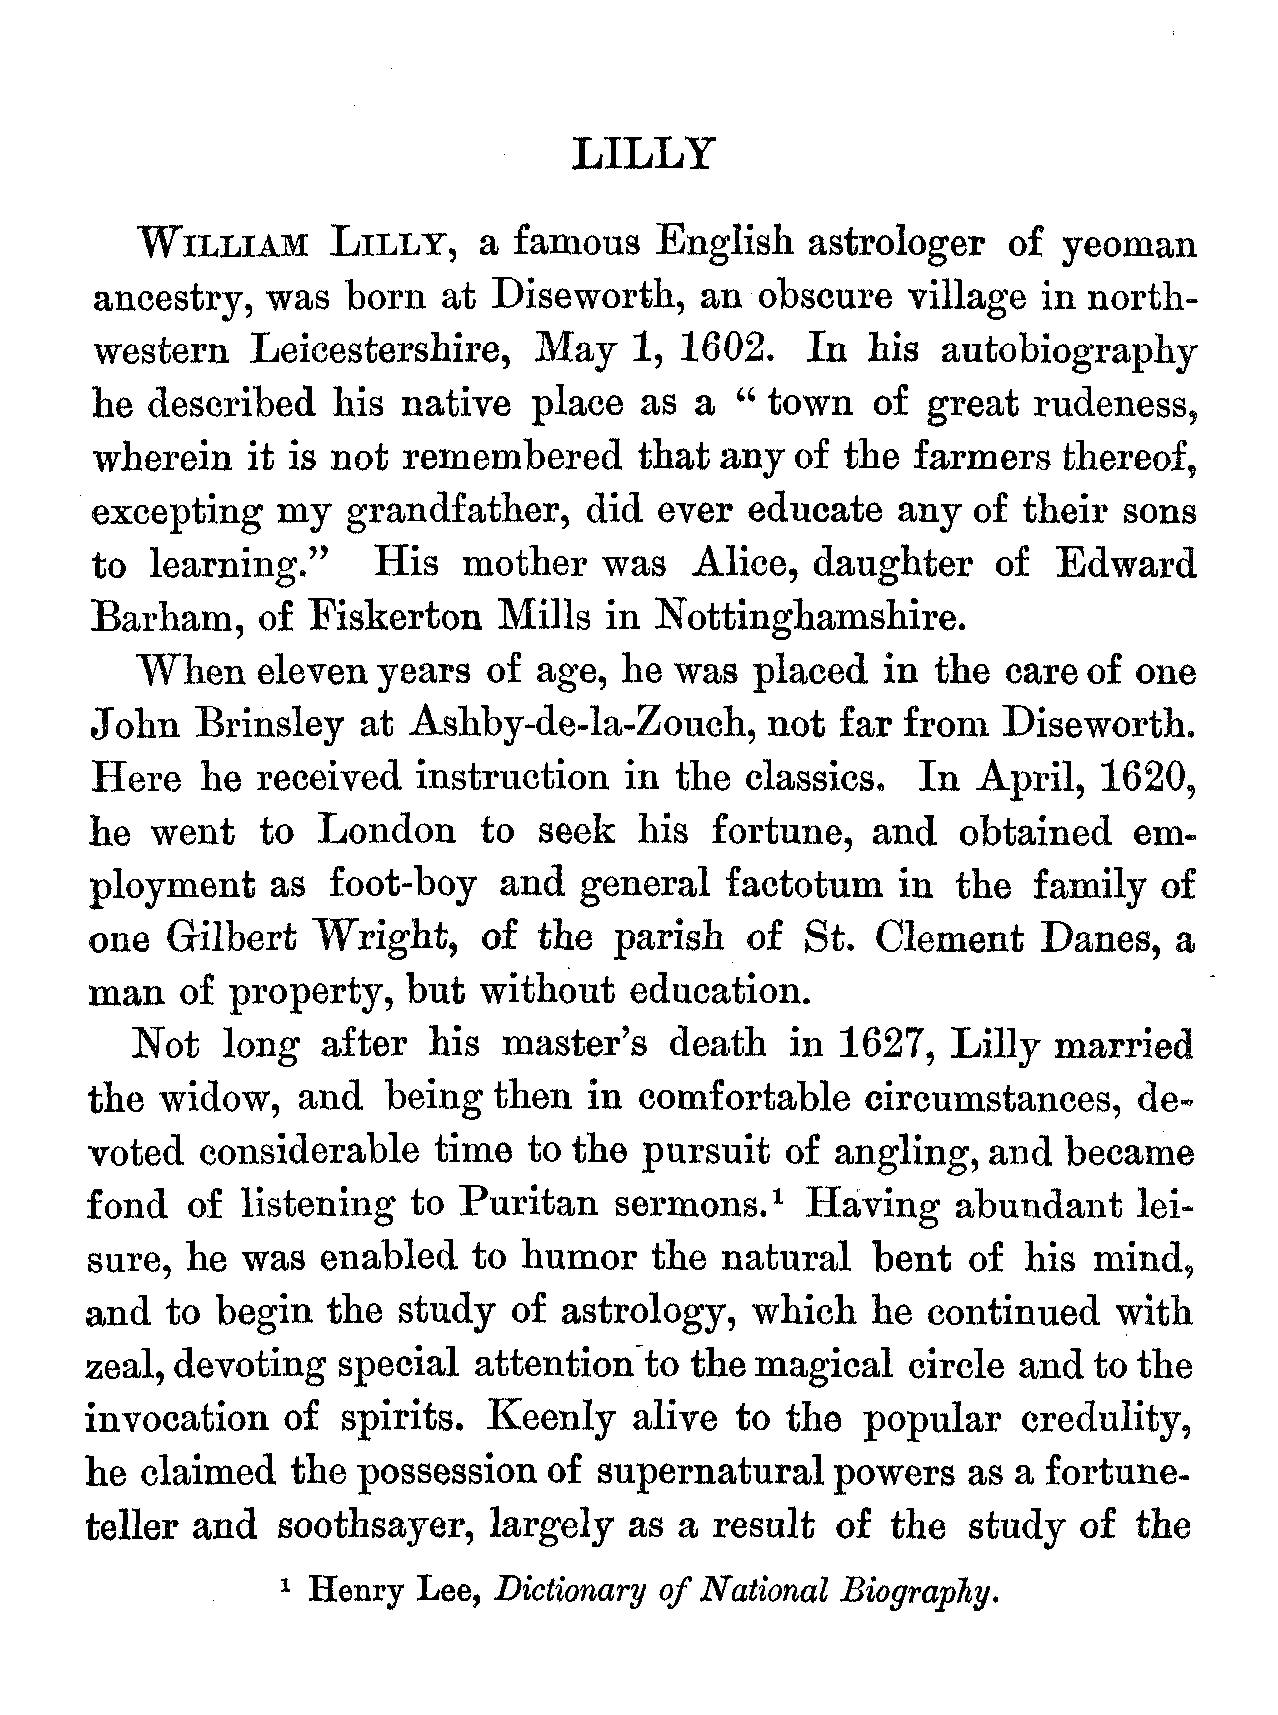 LILLY
William Lilly, a famous English astrologer of yeoman
ancestry, was born at Diseworth, an obscure village in north-
western Leicestershire, May 1, 1602. In his autobiography
he described his native place as a “ town of great rudeness,
wherein it is not remembered that any of the farmers thereof,
excepting my grandfather, did ever educate any of their sons
to learning.” His mother was Alice, daughter of Edward
Barham, of Fiskerton Mills in Nottinghamshire.
When eleven years of age, he was placed in the care of one
John Brinsley at Ashby-de-la-Zouch, not far from Diseworth.
Here he received instruction in the classics. In April, 1620,
he went to London to seek his fortune, and obtained em-
ployment as foot-boy and general factotum in the family of
one Gilbert Wright, of the parish of St. Clement Danes, a
man of property, but without education.
Not long after his master’s death in 1627, Lilly married
the widow, and being then in comfortable circumstances, de-
voted considerable time to the pursuit of angling, and became
fond of listening to Puritan sermons.¹ Having abundant lei-
sure, he was enabled to humor the natural bent of his mind,
and to begin the study of astrology, which he continued with
zeal, devoting special attention to the magical circle and to the
invocation of spirits. Keenly alive to the popular credulity,
he claimed the possession of supernatural powers as a fortune-
teller and soothsayer, largely as a result of the study of the
¹ Henry Lee, Dictionary of National Biography.